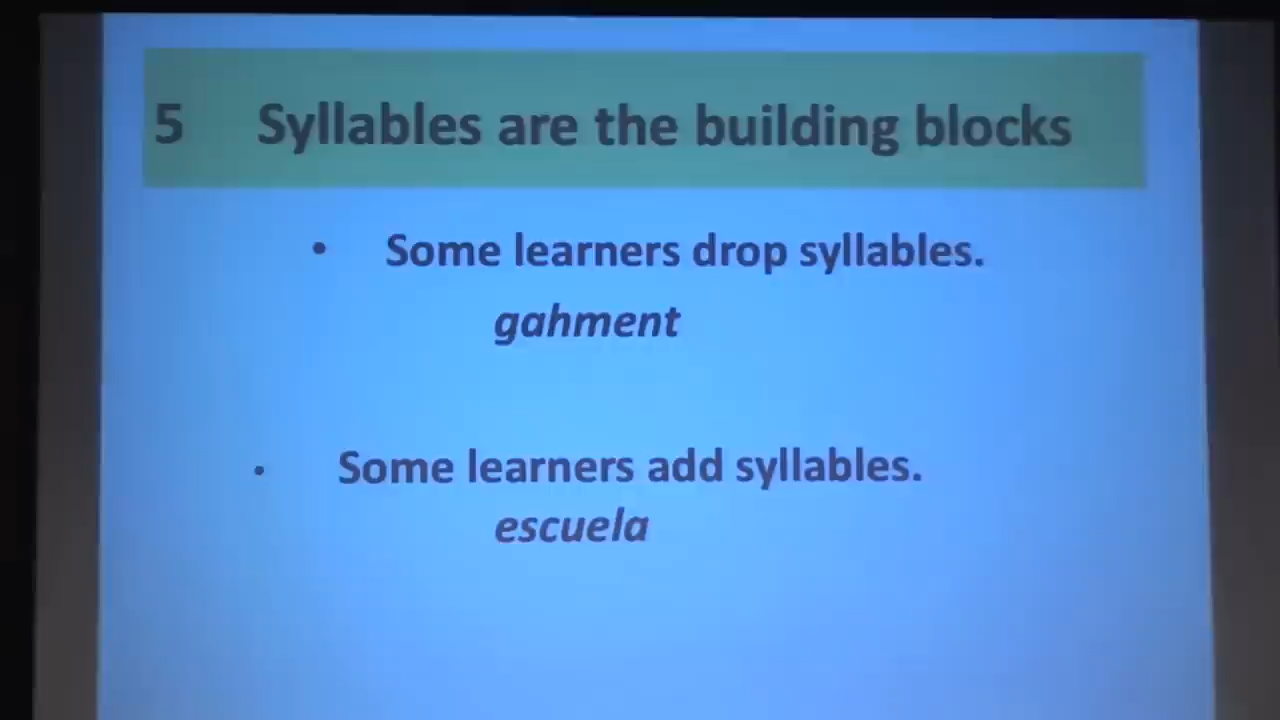 5 Syllables are the building blocks
• Some learners drop syllables.
gahment
• Some learners add syllables.
escuela